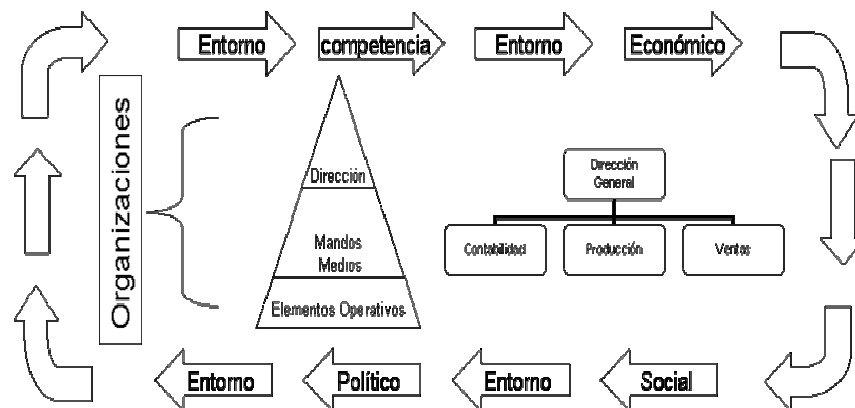 Entorno
competencia
Entorno
Económico
Organizaciones
Dirección
Mandos
Medios
Elementos Operativos
Dirección
General
Contabilidad
Producción
Ventas
Entorno
Político
Entorno
Social